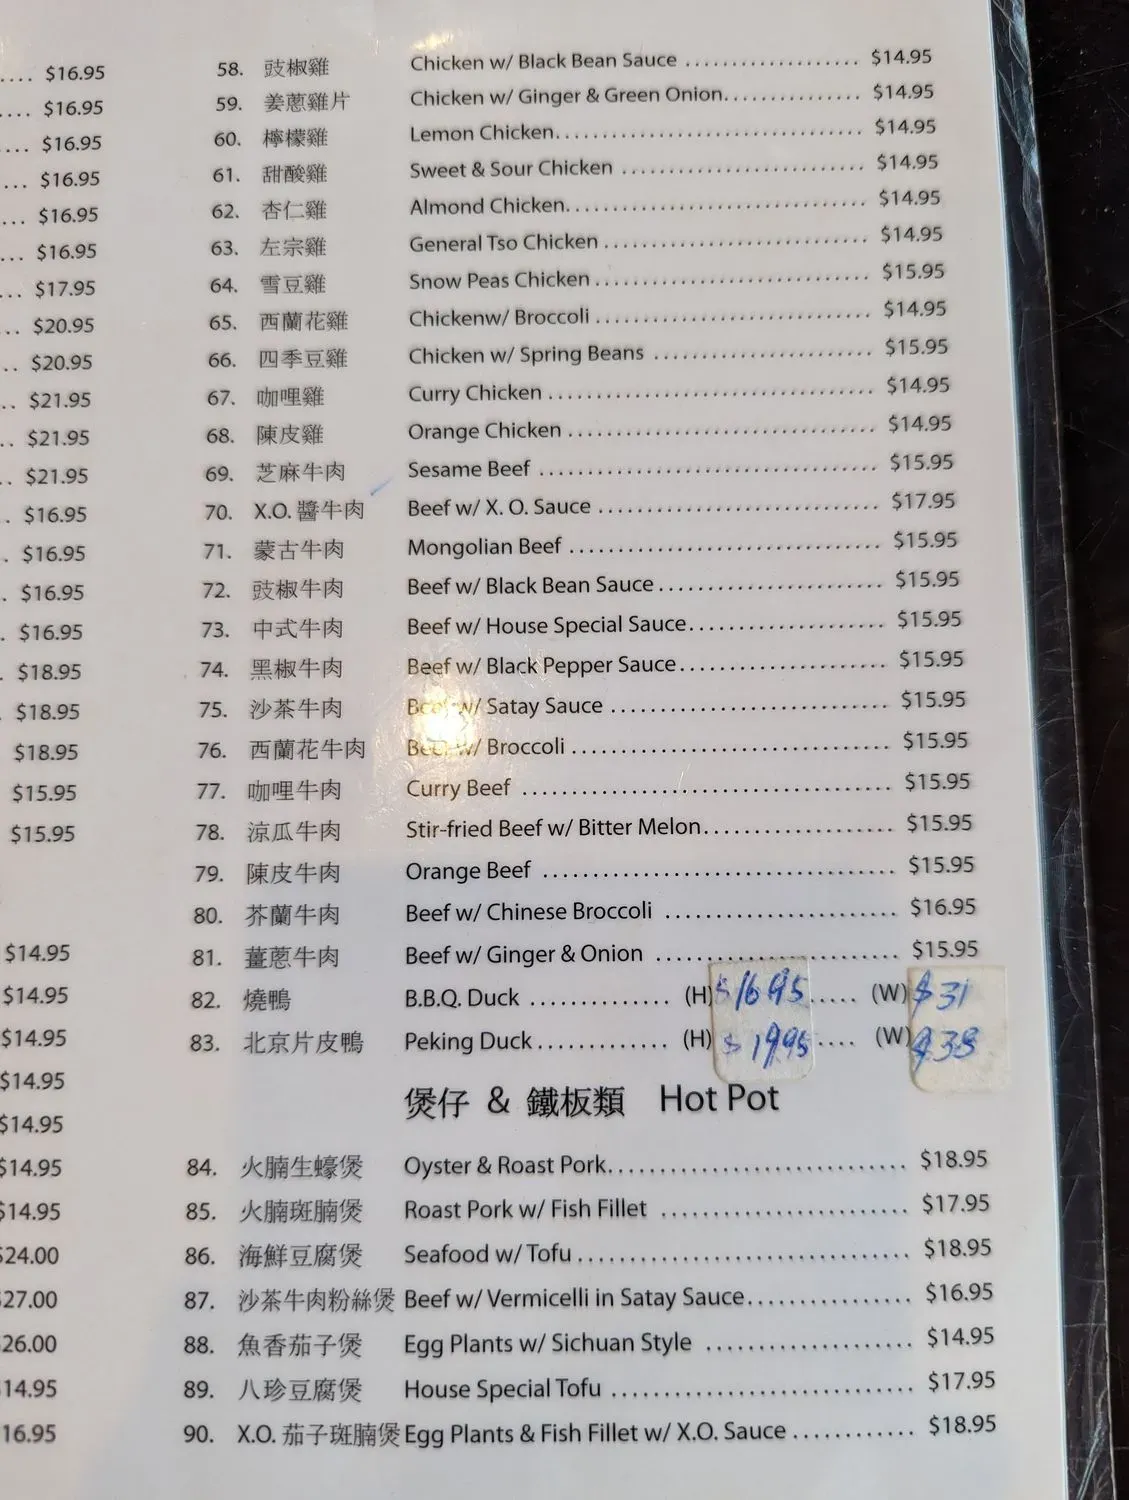 .... $16.95
.... $16.95
.... $16.95
... $16.95
... $16.95
... $16.95
... $17.95
.. $20.95
.. $20.95
.. $21.95
.. $21.95
.. $21.95
. $16.95
. $16.95
. $16.95
. $16.95
. $18.95
. $18.95
$18.95
$15.95
$15.95
$14.95
$14.95
$14.95
$14.95
$14.95
$14.95
$14.95
$24.00
$27.00
26.00
14.95
16.95
58. 豉椒雞 Chicken w/ Black Bean Sauce ................... $14.95
59. 姜蔥雞片 Chicken w/ Ginger & Green Onion............... $14.95
60. 檸檬雞 Lemon Chicken.................................. $14.95
61. 甜酸雞 Sweet & Sour Chicken .......................... $14.95
62. 杏仁雞 Almond Chicken................................. $14.95
63. 左宗雞 General Tso Chicken ............................ $14.95
64. 雪豆雞 Snow Peas Chicken ............................. $15.95
65. 西蘭花雞 Chickenw/ Broccoli ............................. $14.95
66. 四季豆雞 Chicken w/ Spring Beans ....................... $15.95
67. 咖哩雞 Curry Chicken ................................... $14.95
68. 陳皮雞 Orange Chicken ................................. $14.95
69. 芝麻牛肉 Sesame Beef .................................... $15.95
70. X.O. 醬牛肉 Beef w/ X. O. Sauce .............................. $17.95
71. 蒙古牛肉 Mongolian Beef ................................. $15.95
72. 豉椒牛肉 Beef w/ Black Bean Sauce ........................ $15.95
73. 中式牛肉 Beef w/ House Special Sauce..................... $15.95
74. 黑椒牛肉 Beef w/ Black Pepper Sauce...................... $15.95
75. 沙茶牛肉 Beef w/ Satay Sauce ............................. $15.95
76. 西蘭花牛肉 Beef w/ Broccoli ................................. $15.95
77. 咖哩牛肉 Curry Beef ....................................... $15.95
78. 涼瓜牛肉 Stir-fried Beef w/ Bitter Melon.................... $15.95
79. 陳皮牛肉 Orange Beef ..................................... $15.95
80. 芥蘭牛肉 Beef w/ Chinese Broccoli ........................ $16.95
81. 薑蔥牛肉 Beef w/ Ginger & Onion ......................... $15.95
82. 燒鴨 B.B.Q. Duck .............. (H) $16.95 ..... (W) $31
83. 北京片皮鴨 Peking Duck ............. (H) $19.95 .... (W) $38
煲仔 & 鐵板類 Hot Pot
84. 火腩生蠔煲 Oyster & Roast Pork............................. $18.95
85. 火腩斑腩煲 Roast Pork w/ Fish Fillet ........................ $17.95
86. 海鮮豆腐煲 Seafood w/ Tofu ................................ $18.95
87. 沙茶牛肉粉絲煲 Beef w/ Vermicelli in Satay Sauce................ $16.95
88. 魚香茄子煲 Egg Plants w/ Sichuan Style .................... $14.95
89. 八珍豆腐煲 House Special Tofu ............................. $17.95
90. X.O. 茄子斑腩煲 Egg Plants & Fish Fillet w/ X.O. Sauce ............ $18.95